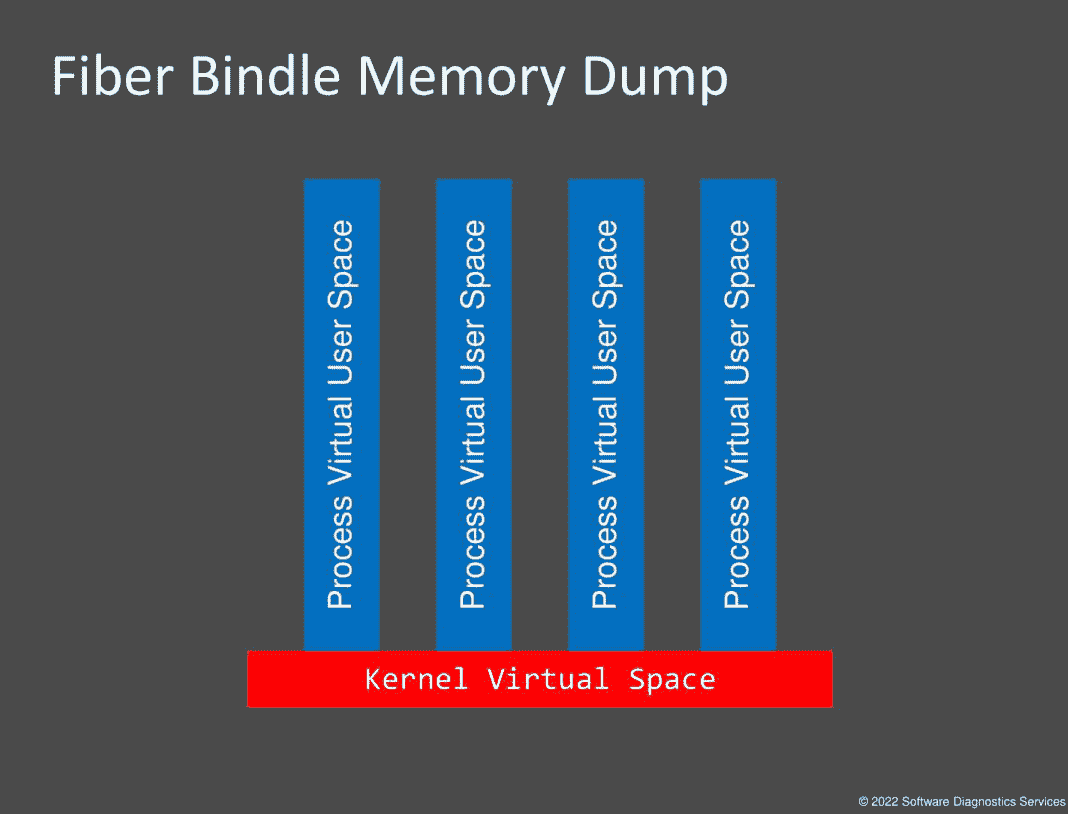 Fiber Bindle Memory Dump
Process Virtual User Space
Process Virtual User Space
Process Virtual User Space
Process Virtual User Space
Kernel Virtual Space
© 2022 Software Diagnostics Services